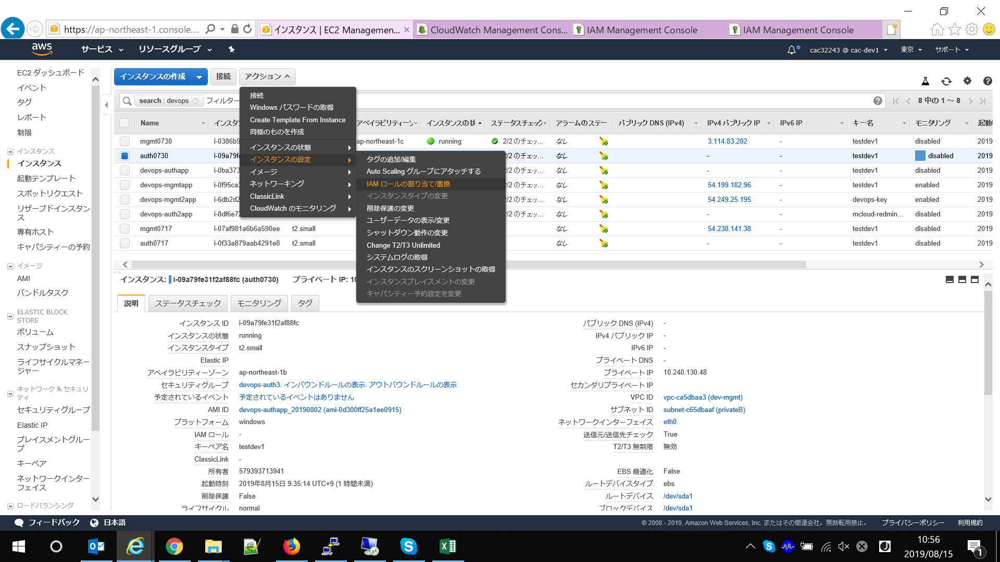 https://ap-northeast-1.console....
インスタンス | EC2 Managemen...
CloudWatch Management Cons...
IAM Management Console
IAM Management Console
aws
サービス
リソースグループ
cac32243 @ cac-dev1
東京
サポート
EC2 ダッシュボード
イベント
タグ
レポート
制限
インスタンス
インスタンス
起動テンプレート
スポットリクエスト
リザーブドインスタン
ス
専有ホスト
キャパシティーの予約
イメージ
AMI
バンドルタスク
ELASTIC BLOCK
STORE
ボリューム
スナップショット
ライフサイクルマネー
ジャー
ネットワーク & セキュリ
ティ
セキュリティグループ
Elastic IP
プレイスメントグルー
プ
キーペア
ネットワークインター
フェイス
ロードバランシング
インスタンスの作成
接続
アクション
search : devops
フィルター
8 中の 1 ～ 8
接続
Windows パスワードの取得
Create Template From Instance
同様のものを作成
インスタンスの状態
インスタンスの設定
イメージ
ネットワーキング
ClassicLink
CloudWatch のモニタリング
タグの追加/編集
Auto Scaling グループにアタッチする
IAM ロールの割り当て/置換
インスタンスタイプの変更
削除保護の変更
ユーザーデータの表示/変更
シャットダウン動作の変更
Change T2/T3 Unlimited
システムログの取得
インスタンスのスクリーンショットの取得
インスタンスプレイスメントの変更
キャパシティー予約設定を変更
Name インスタ アベイラビリティーン インスタンスの状 ステータスチェック アラームのステー パブリック DNS (IPv4) IPv4 パブリック IP IPv6 IP キー名 モニタリング 起動
mgmt0730 i-0386b9 ap-northeast-1c running 2/2 のチェッ... なし 3.114.83.202 - testdev1 disabled 2019
auth0730 i-09a79f 2/2 のチェッ... なし - - testdev1 disabled 2019
devops-authapp i-0ba373 2/2 のチェッ... なし - - testdev1 disabled 2019
devops-mgmtapp i-0f95ca 2/2 のチェッ... なし 54.199.182.96 - testdev1 enabled 2019
devops-mgmt2app i-6db2d2 2/2 のチェッ... なし 54.249.25.195 - devops-key enabled 2019
devops-auth2app i-8df6e7 2/2 のチェッ... なし - - mcloud-redmin... disabled 2019
mgmt0717 i-07af981a6b6a590ee t2.small なし 54.238.141.38 - testdev1 disabled 2019
auth0717 i-0f33a879aab4291e8 t2.small なし - - testdev1 disabled 2019
インスタンス: i-09a79fe31f2af88fc (auth0730) プライベート IP: 10
説明
ステータスチェック
モニタリング
タグ
インスタンス ID i-09a79fe31f2af88fc
インスタンスの状態 running
インスタンスタイプ t2.small
Elastic IP
アベイラビリティーゾーン ap-northeast-1b
セキュリティグループ devops-auth3. インバウンドルールの表示. アウトバウンドルールの表示
予定されているイベント 予定されているイベントはありません
AMI ID devops-authapp_20190802 (ami-0d300ff25a1ee0915)
プラットフォーム windows
IAM ロール -
キーペア名 testdev1
ClassicLink -
所有者 579393713941
起動時刻 2019年8月15日 9:35:14 UTC+9 (1 時間未満)
削除保護 False
ライフサイクル normal
パブリック DNS (IPv4) -
IPv4 パブリック IP -
IPv6 IP -
プライベート DNS -
プライベート IP 10.240.130.48
セカンダリプライベート IP
VPC ID vpc-ca5dbaa3 (dev-mgmt)
サブネット ID subnet-c65dbaaf (privateB)
ネットワークインターフェイス eth0
送信元/送信先チェック True
T2/T3 無制限 無効
EBS 最適化 False
ルートデバイスタイプ ebs
ルートデバイス /dev/sda1
ブロックデバイス /dev/sda1
フィードバック
日本語
© 2008 - 2019, Amazon Web Services, Inc. またはその関連会社。無断転用禁止。
プライバシーポリシー
利用規約
10:56
2019/08/15
1